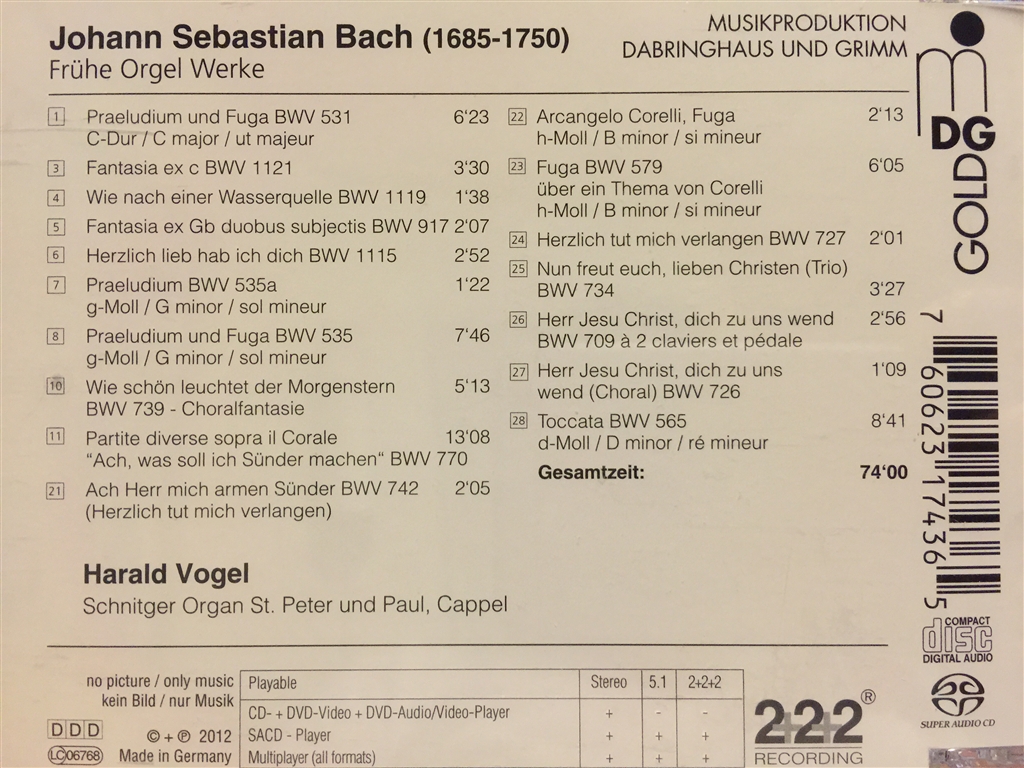 Johann Sebastian Bach (1685-1750)
Frühe Orgel Werke
MUSIKPRODUKTION
DABRINGHAUS UND GRIMM
DG
GOLD
1 Praeludium und Fuga BWV 531 6'23
C-Dur / C major / ut majeur
3 Fantasia ex c BWV 1121 3'30
4 Wie nach einer Wasserquelle BWV 1119 1'38
5 Fantasia ex Gb duobus subjectis BWV 917 2'07
6 Herzlich lieb hab ich dich BWV 1115 2'52
7 Praeludium BWV 535a 1'22
g-Moll / G minor / sol mineur
8 Praeludium und Fuga BWV 535 7'46
g-Moll / G minor / sol mineur
10 Wie schön leuchtet der Morgenstern 5'13
BWV 739 - Choralfantasie
11 Partite diverse sopra il Corale 13'08
“Ach, was soll ich Sünder machen“ BWV 770
21 Ach Herr mich armen Sünder BWV 742 2'05
(Herzlich tut mich verlangen)
22 Arcangelo Corelli, Fuga 2'13
h-Moll / B minor / si mineur
23 Fuga BWV 579 6'05
über ein Thema von Corelli
h-Moll / B minor / si mineur
24 Herzlich tut mich verlangen BWV 727 2'01
25 Nun freut euch, lieben Christen (Trio)
BWV 734 3'27
26 Herr Jesu Christ, dich zu uns wend 2'56
BWV 709 à 2 claviers et pédale
27 Herr Jesu Christ, dich zu uns 1'09
wend (Choral) BWV 726
28 Toccata BWV 565 8'41
d-Moll / D minor / ré mineur
Gesamtzeit: 74'00
Harald Vogel
Schnitger Organ St. Peter und Paul, Cappel
7 60623 17436 5
COMPACT
disc
DIGITAL AUDIO
SUPER AUDIO CD
no picture / only music
kein Bild / nur Musik
DDD
© + ℗ 2012
LC 06768
Made in Germany
Playable Stereo 5.1 2+2+2
CD- + DVD-Video + DVD-Audio/Video-Player + - -
SACD - Player + + +
Multiplayer (all formats) + + +
2+2+2®
RECORDING